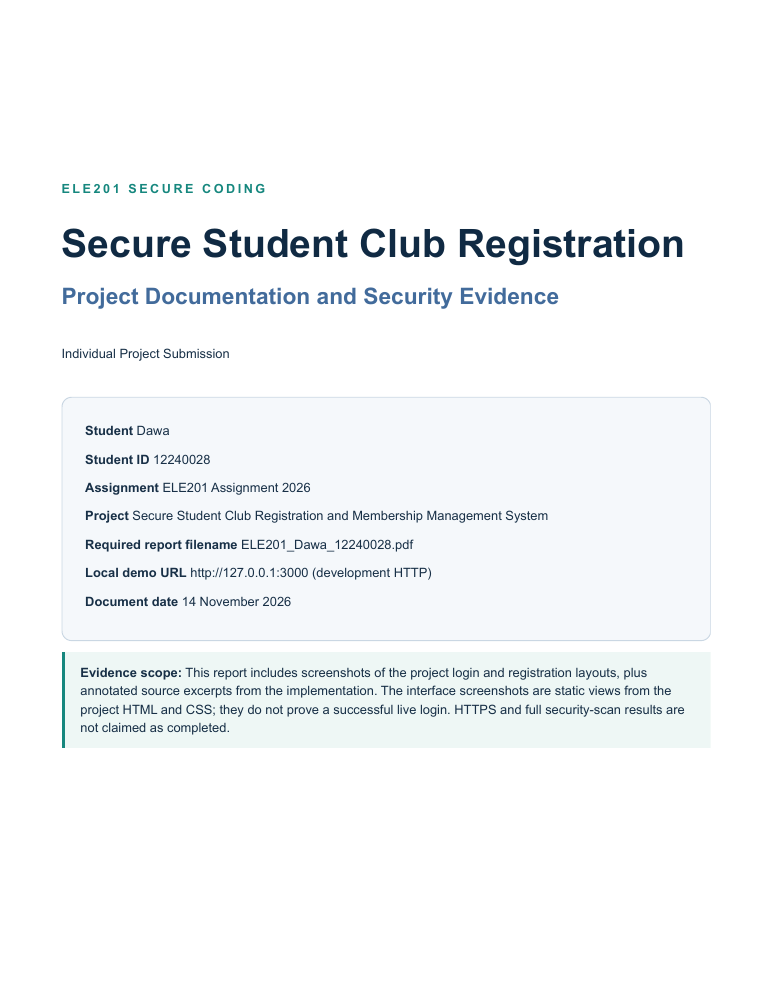 ELE201 SECURE CODING
Secure Student Club Registration
Project Documentation and Security Evidence
Individual Project Submission
Student Dawa
Student ID 12240028
Assignment ELE201 Assignment 2026
Project Secure Student Club Registration and Membership Management System
Required report filename ELE201_Dawa_12240028.pdf
Local demo URL http://127.0.0.1:3000 (development HTTP)
Document date 14 November 2026
Evidence scope: This report includes screenshots of the project login and registration layouts, plus
annotated source excerpts from the implementation. The interface screenshots are static views from the
project HTML and CSS; they do not prove a successful live login. HTTPS and full security-scan results are
not claimed as completed.